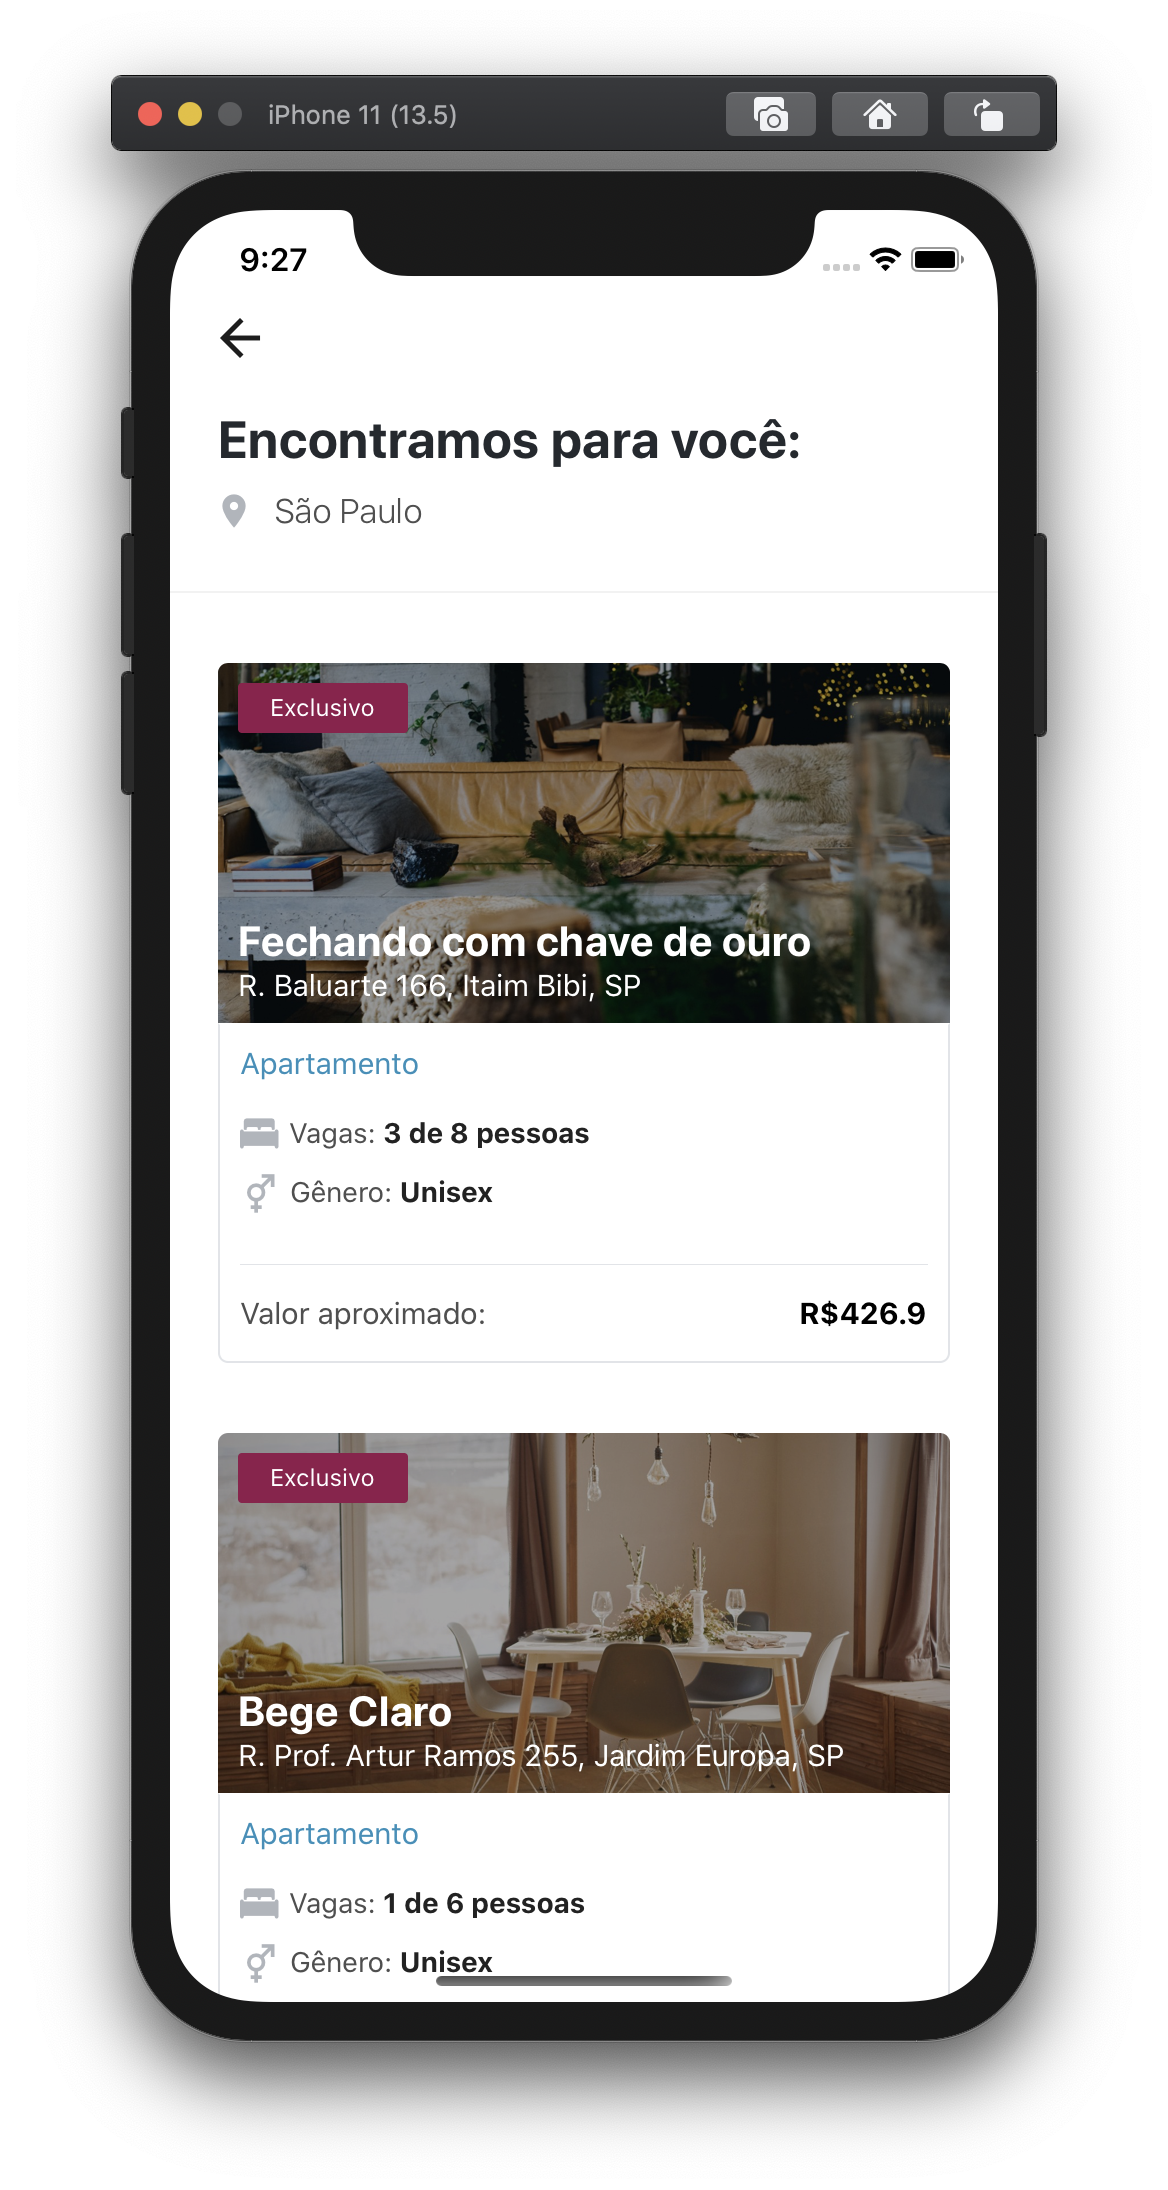 iPhone 11 (13.5)
9:27
Encontramos para você:
São Paulo
Exclusivo
Fechando com chave de ouro
R. Baluarte 166, Itaim Bibi, SP
Apartamento
Vagas: 3 de 8 pessoas
Gênero: Unisex
Valor aproximado: R$426.9
Exclusivo
Bege Claro
R. Prof. Artur Ramos 255, Jardim Europa, SP
Apartamento
Vagas: 1 de 6 pessoas
Gênero: Unisex